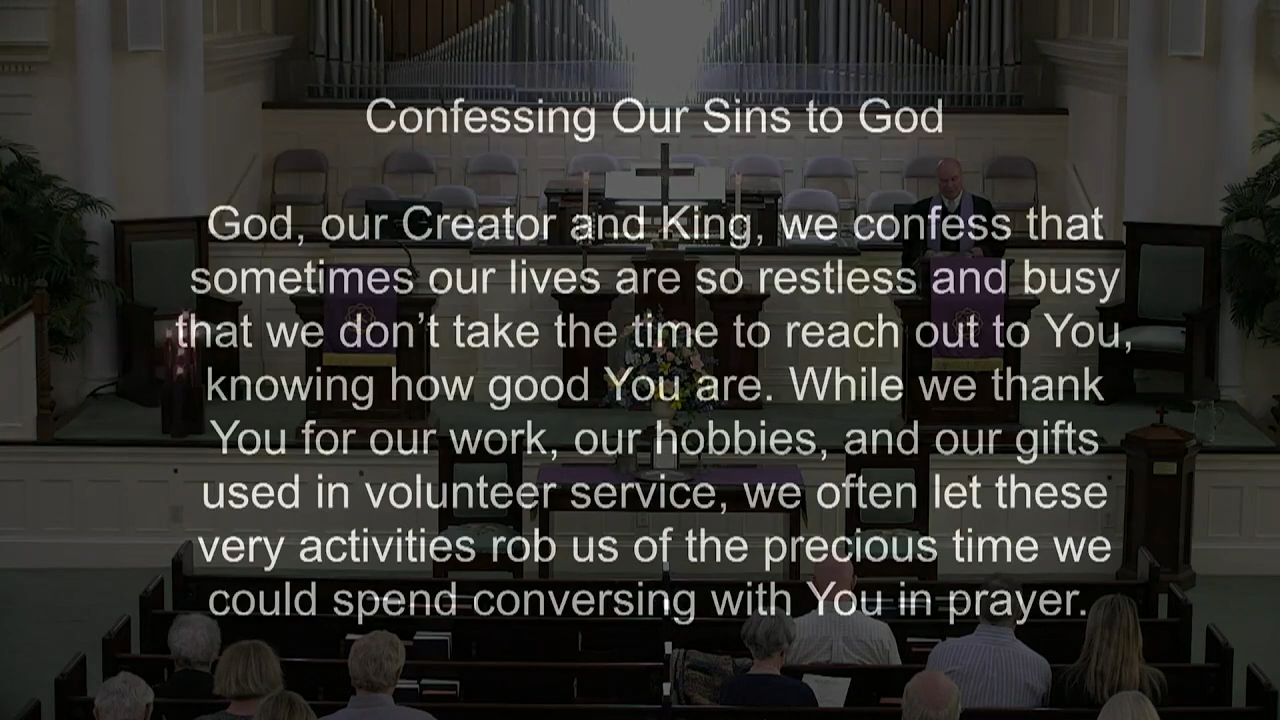 Confessing Our Sins to God
God, our Creator and King, we confess that
sometimes our lives are so restless and busy
that we don’t take the time to reach out to You,
knowing how good You are. While we thank
You for our work, our hobbies, and our gifts
used in volunteer service, we often let these
very activities rob us of the precious time we
could spend conversing with You in prayer.